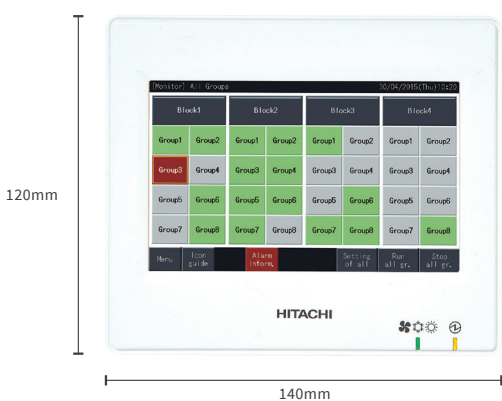 [Monitor] All Groups 30/04/2015(Thu)10:20
Block1 Block2 Block3 Block4
Group1 Group2 Group1 Group2 Group1 Group2 Group1 Group2
Group3 Group4 Group3 Group4 Group3 Group4 Group3 Group4
120mm
Group5 Group6 Group5 Group6 Group5 Group6 Group5 Group6
Group7 Group8 Group7 Group8 Group7 Group8 Group7 Group8
Menu Icon guide Alarm Inform. Setting of all Run all gr. Stop all gr.
HITACHI
140mm